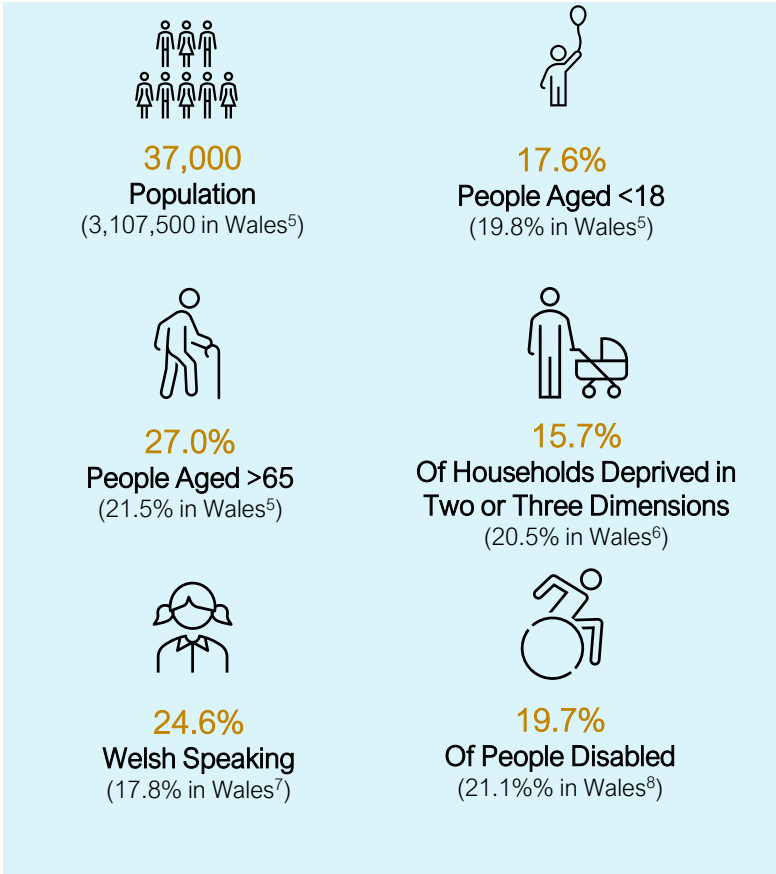 37,000
Population
(3,107,500 in Wales⁵)
17.6%
People Aged <18
(19.8% in Wales⁵)
27.0%
People Aged >65
(21.5% in Wales⁵)
15.7%
Of Households Deprived in
Two or Three Dimensions
(20.5% in Wales⁶)
24.6%
Welsh Speaking
(17.8% in Wales⁷)
19.7%
Of People Disabled
(21.1%% in Wales⁸)